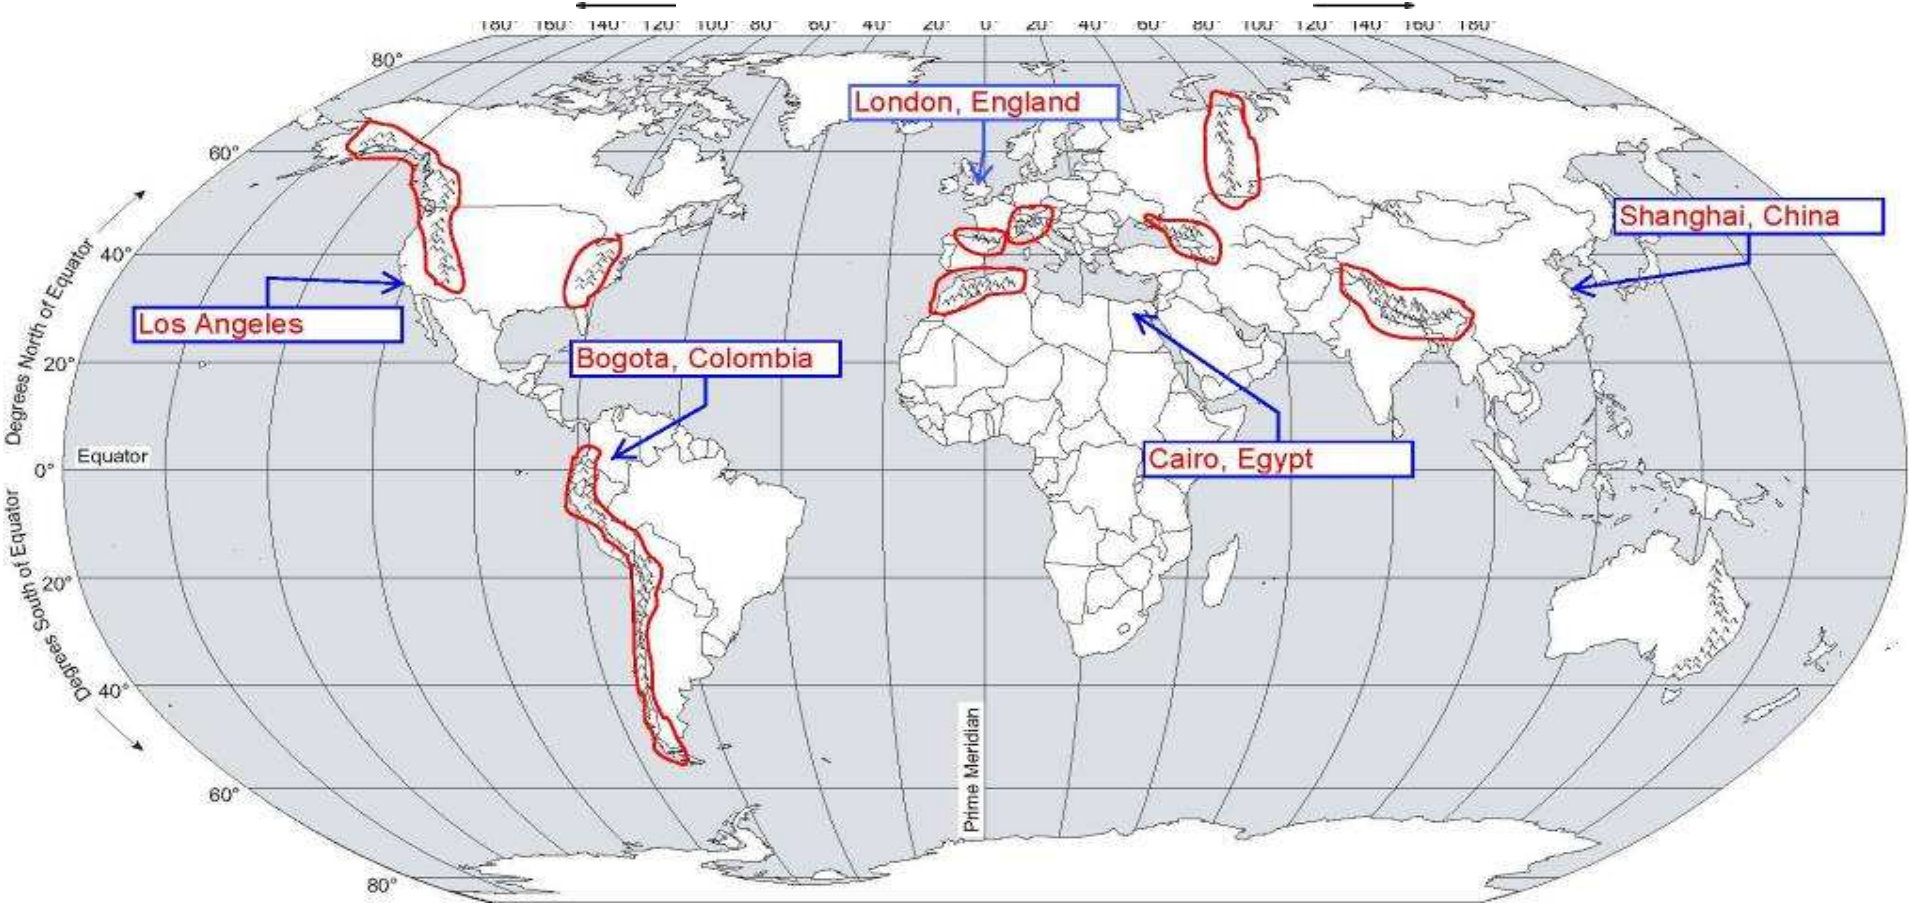 180° 160° 140° 120° 100° 80° 60° 40° 20° 0° 20° 40° 60° 80° 100° 120° 140° 160° 180°
80°
London, England
60°
Shanghai, China
40°
Degrees North of Equator
Los Angeles
Bogota, Colombia
20°
Equator
Cairo, Egypt
0°
Degrees South of Equator
20°
40°
Prime Meridian
60°
80°